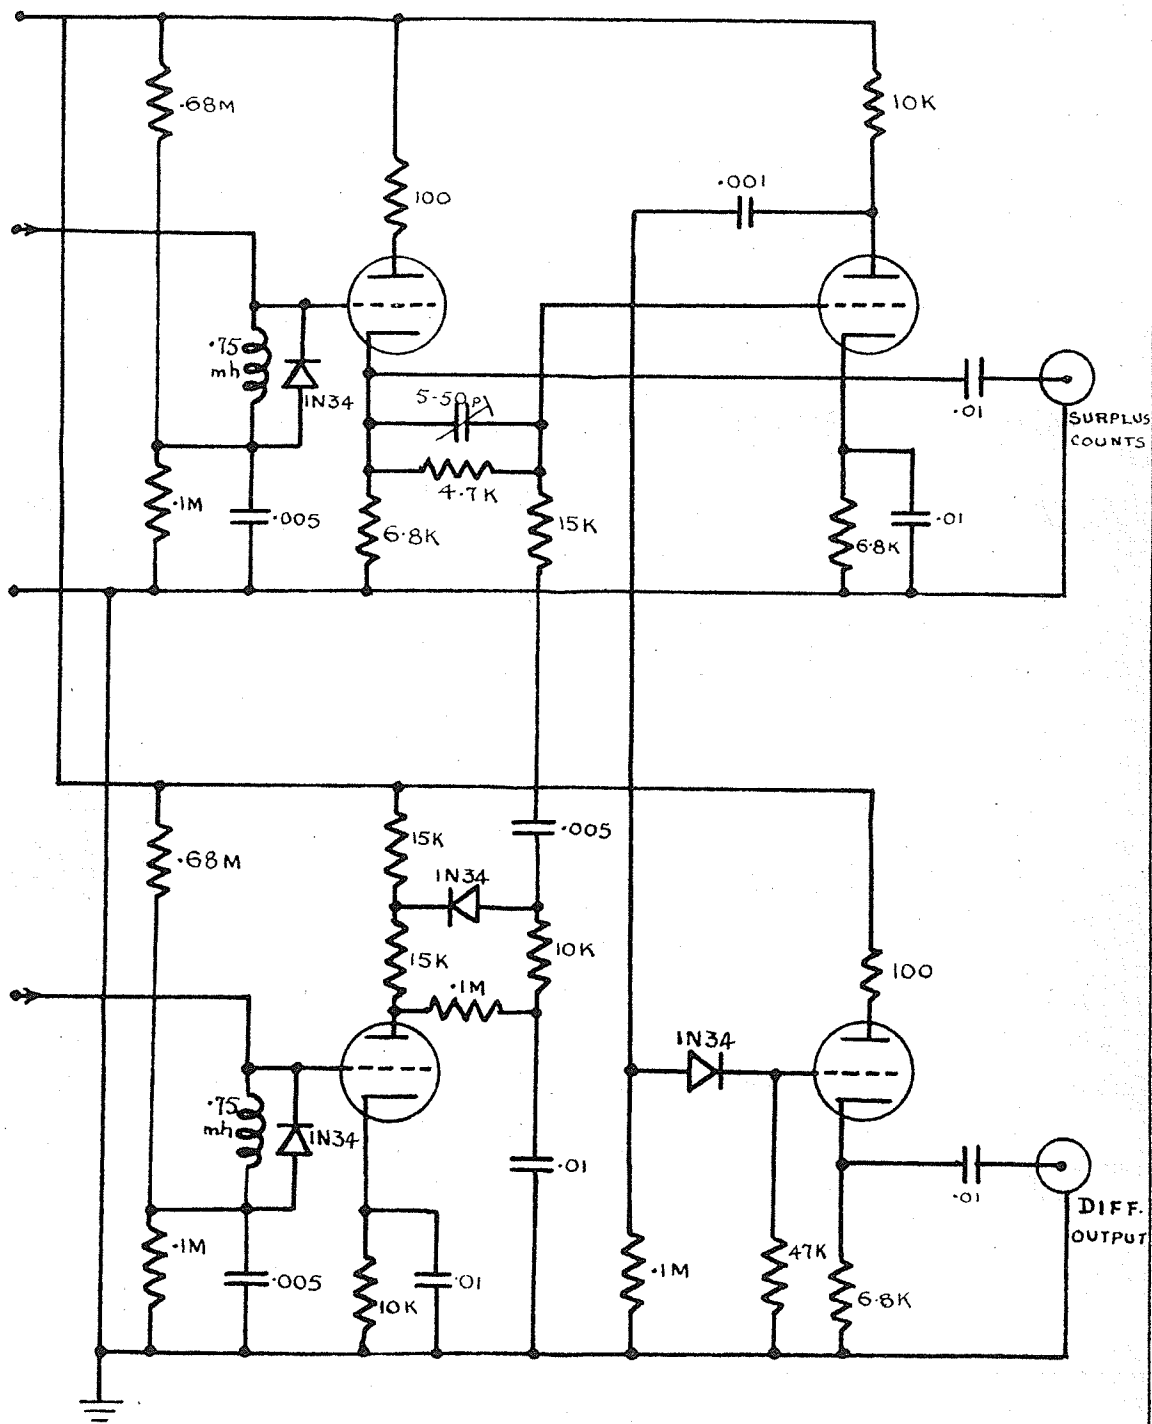 .68M
10K
.001
100
.75
mh
1N34
5-50p
.01
SURPLUS
COUNTS
4.7K
.1M
.005
6.8K
15K
6.8K
.01
15K
.005
.68M
1N34
15K
10K
.1M
100
1N34
.75
mh
1N34
.01
.01
DIFF.
OUTPUT
.1M
.005
10K
.01
.1M
47K
6.8K